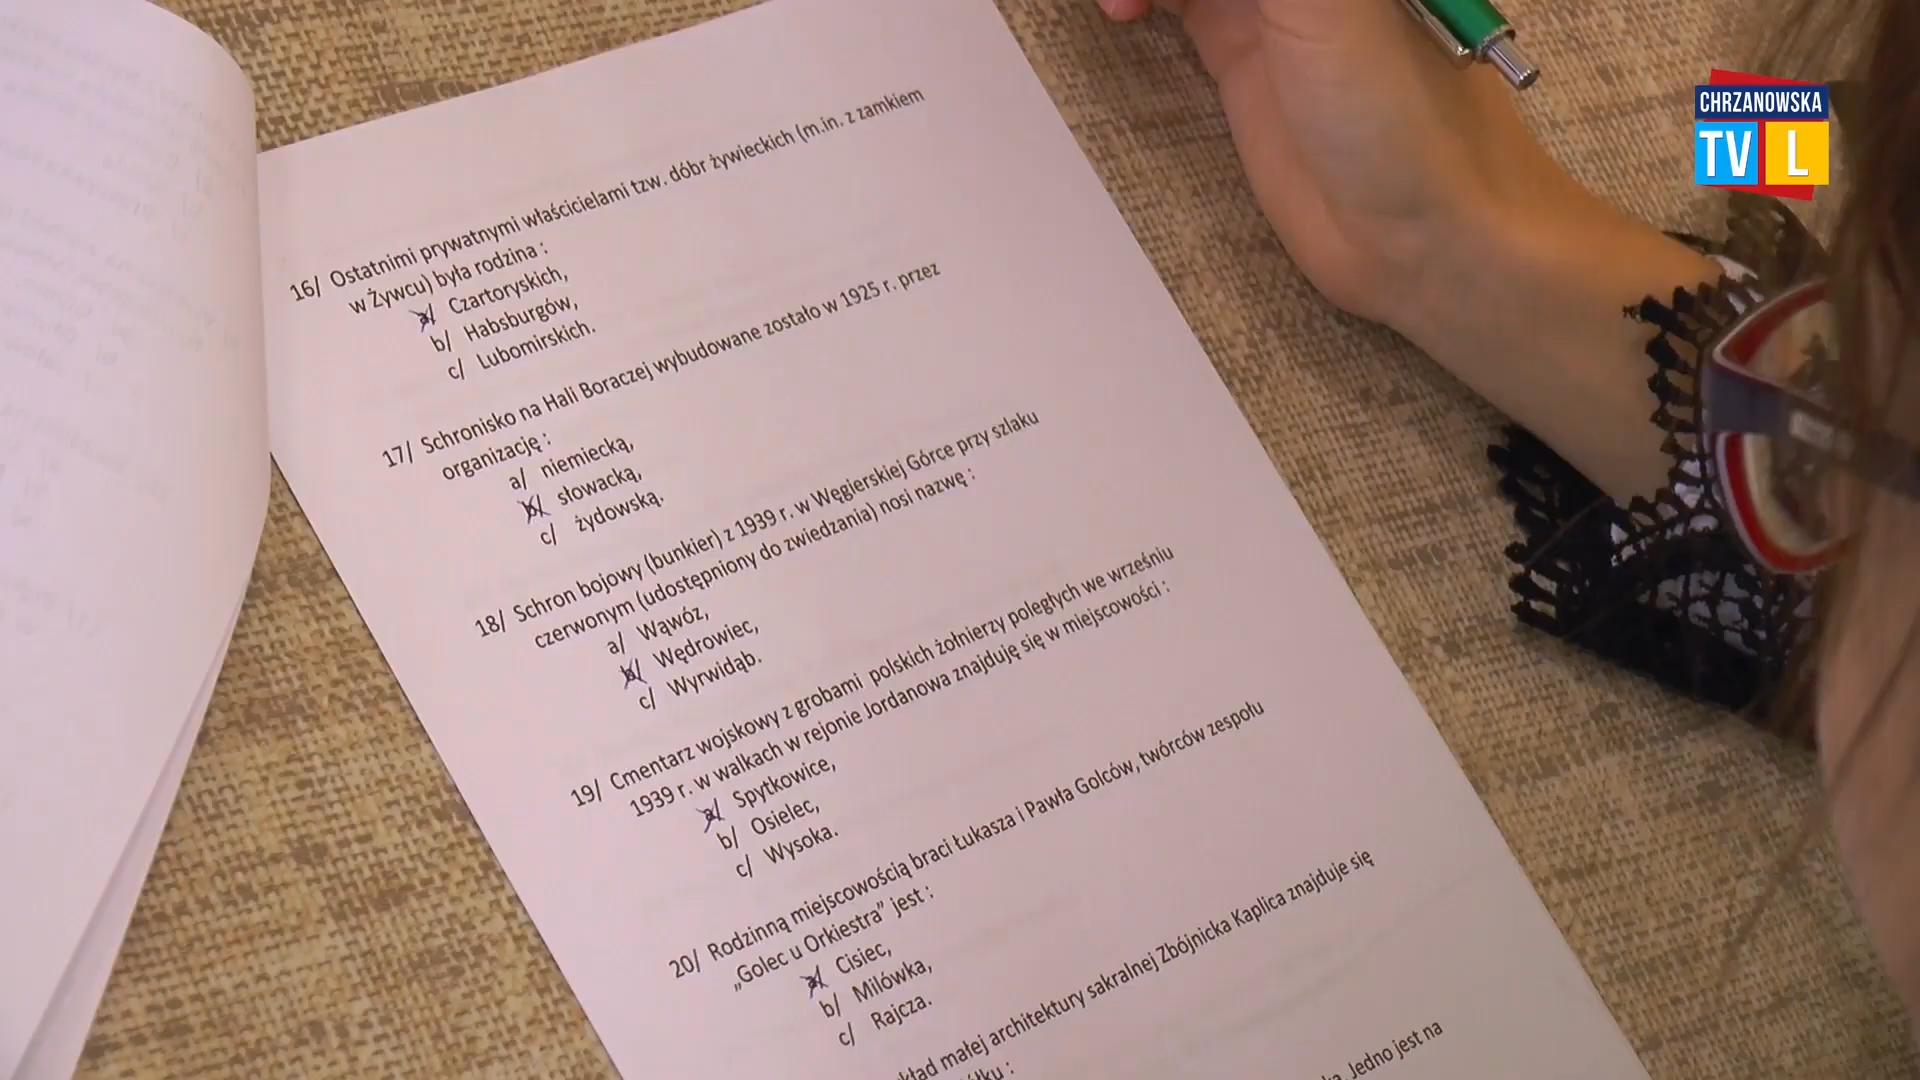 CHRZANOWSKA
TV L
16/ Ostatnimi prywatnymi właścicielami tzw. dóbr żywieckich (m.in. z zamkiem
w Żywcu) była rodzina :
a/ Czartoryskich,
b/ Habsburgów,
c/ Lubomirskich.
17/ Schronisko na Hali Boraczej wybudowane zostało w 1925 r. przez
organizację :
a/ niemiecką,
b/ słowacką,
c/ żydowską.
18/ Schron bojowy (bunkier) z 1939 r. w Węgierskiej Górce przy szlaku
czerwonym (udostępniony do zwiedzania) nosi nazwę :
a/ Wąwóz,
b/ Wędrowiec,
c/ Wyrwidąb.
19/ Cmentarz wojskowy z grobami polskich żołnierzy poległych we wrześniu
1939 r. w walkach w rejonie Jordanowa znajduję się w miejscowości :
a/ Spytkowice,
b/ Osielec,
c/ Wysoka.
20/ Rodzinną miejscowością braci Łukasza i Pawła Golców, twórców zespołu
„Golec u Orkiestra” jest :
a/ Cisiec,
b/ Milówka,
c/ Rajcza.
małej architektury sakralnej Zbójnicka Kaplica znajduje się
Jedno jest na